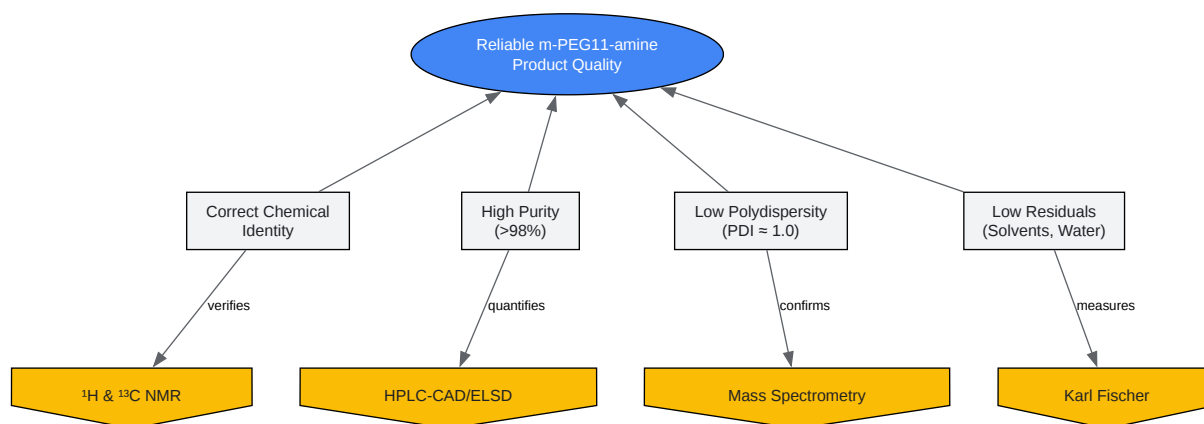 Reliable m-PEG11-amine
Product Quality
Correct Chemical
Identity
High Purity
(>98%)
Low Polydispersity
(PDI ≈ 1.0)
Low Residuals
(Solvents, Water)
verifies
quantifies
confirms
measures
¹H & ¹³C NMR
HPLC-CAD/ELSD
Mass Spectrometry
Karl Fischer